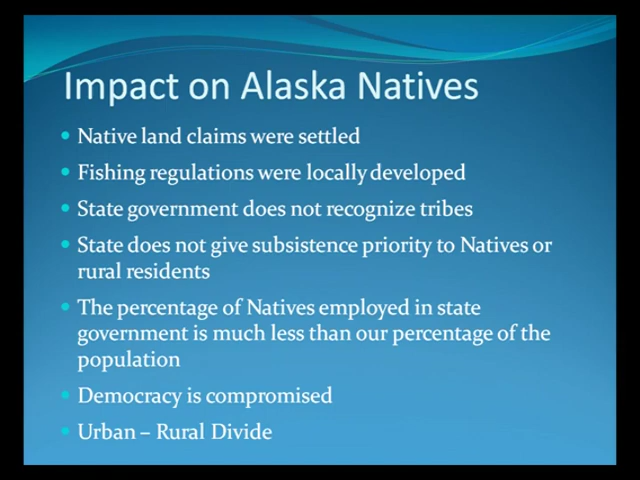 Impact on Alaska Natives
Native land claims were settled
Fishing regulations were locally developed
State government does not recognize tribes
State does not give subsistence priority to Natives or
rural residents
The percentage of Natives employed in state
government is much less than our percentage of the
population
Democracy is compromised
Urban – Rural Divide